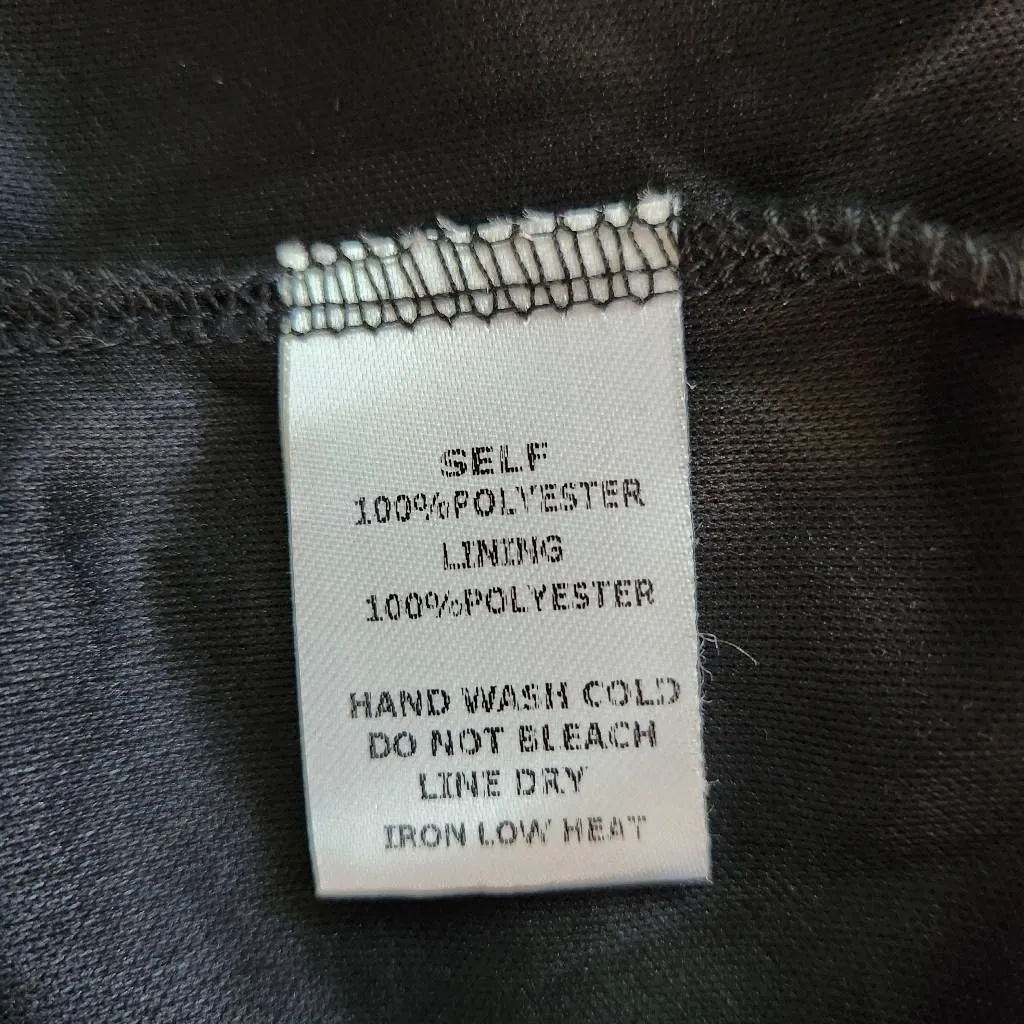 SELF
100%POLYESTER
LINING
100%POLYESTER
HAND WASH COLD
DO NOT BLEACH
LINE DRY
IRON LOW HEAT